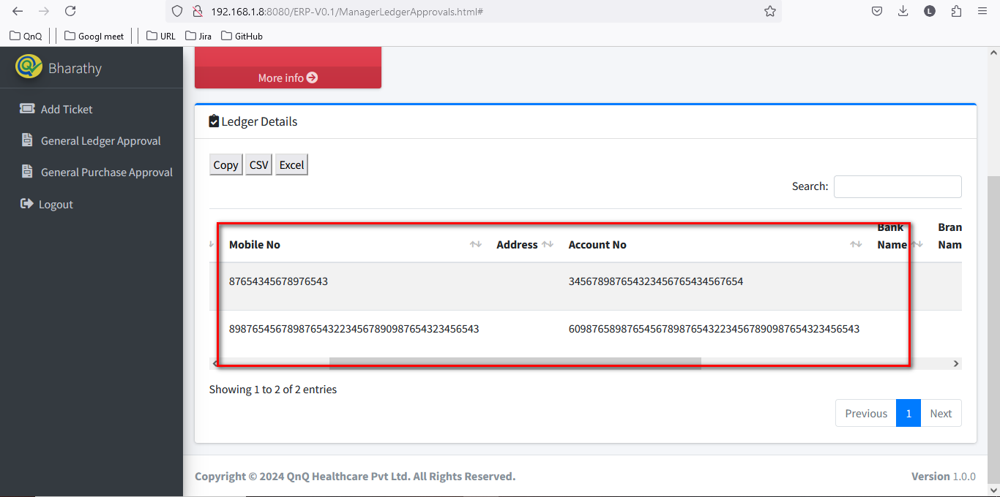 192.168.1.8:8080/ERP-V0.1/ManagerLedgerApprovals.html#
L
QnQ Googl meet URL Jira GitHub
Bharathy
Add Ticket
General Ledger Approval
General Purchase Approval
Logout
More info
Ledger Details
Copy CSV Excel
Search:
Mobile No Address Account No Bank Name Bran Nam
87654345678976543 3456789876543234567654345676​54
898765456789876543223456789098765432345​6543 609876589876545678987654322345678909876543234​56543
Showing 1 to 2 of 2 entries
Previous 1 Next
Copyright © 2024 QnQ Healthcare Pvt Ltd. All Rights Reserved.
Version 1.0.0